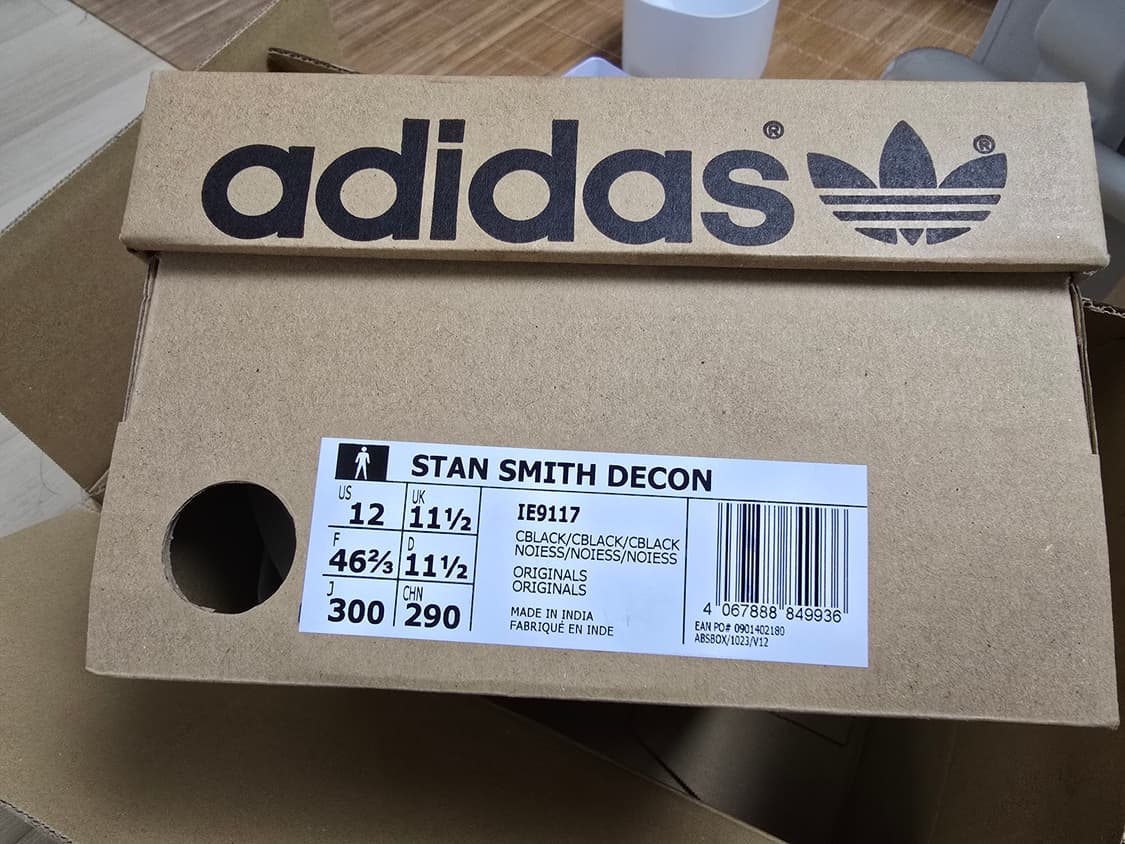 adidas®
®
STAN SMITH DECON
US 12 UK 11½
F 46⅔ D 11½
J 300 CHN 290
IE9117
CBLACK/CBLACK/CBLACK
NOIESS/NOIESS/NOIESS
ORIGINALS
ORIGINALS
MADE IN INDIA
FABRIQUÉ EN INDE
4 067888 849936
EAN PO# 0901402180
ABSBOX/1023/V12